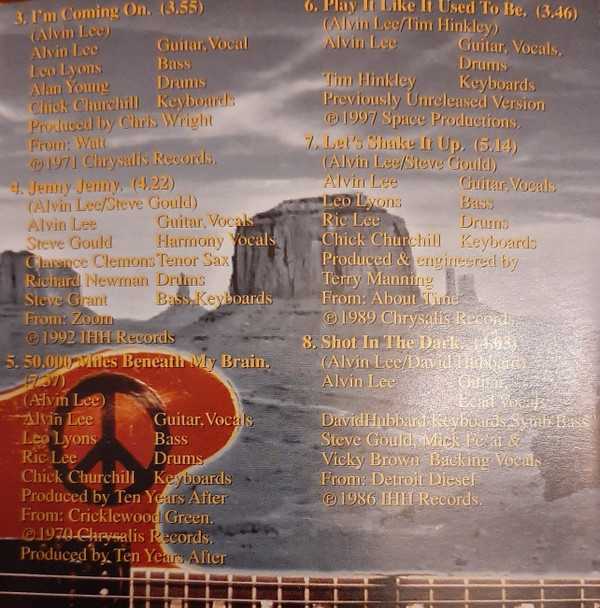 3. I'm Coming On. (3.55)
(Alvin Lee)
Alvin Lee Guitar, Vocal
Leo Lyons Bass
Alan Young Drums
Chick Churchill Keyboards
Produced by Chris Wright
From: Watt
℗1971 Chrysalis Records.
4. Jenny Jenny. (4.22)
(Alvin Lee/Steve Gould)
Alvin Lee Guitar, Vocals
Steve Gould Harmony Vocals
Clarence Clemons Tenor Sax
Richard Newman Drums
Steve Grant Bass, Keyboards
From: Zoom
℗1992 IHH Records
5. 50,000 Miles Beneath My Brain.
(7.37)
(Alvin Lee)
Alvin Lee Guitar, Vocals
Leo Lyons Bass
Ric Lee Drums
Chick Churchill Keyboards
Produced by Ten Years After
From: Cricklewood Green.
℗1970 Chrysalis Records.
Produced by Ten Years After
6. Play It Like It Used To Be. (3.46)
(Alvin Lee/Tim Hinkley)
Alvin Lee Guitar, Vocals,
Drums
Tim Hinkley Keyboards
Previously Unreleased Version
℗1997 Space Productions.
7. Let's Shake It Up. (5.14)
(Alvin Lee/Steve Gould)
Alvin Lee Guitar, Vocals
Leo Lyons Bass
Ric Lee Drums
Chick Churchill Keyboards
Produced & engineered by
Terry Manning
From: About Time
℗1989 Chrysalis Records.
8. Shot In The Dark.
(Alvin Lee/David Hubbard)
Alvin Lee Guitar,
Lead Vocals
David Hubbard Keyboards, Synth Bass
Steve Gould, Mick &
Vicky Brown Backing Vocals
From: Detroit Diesel
℗1986 IHH Records.